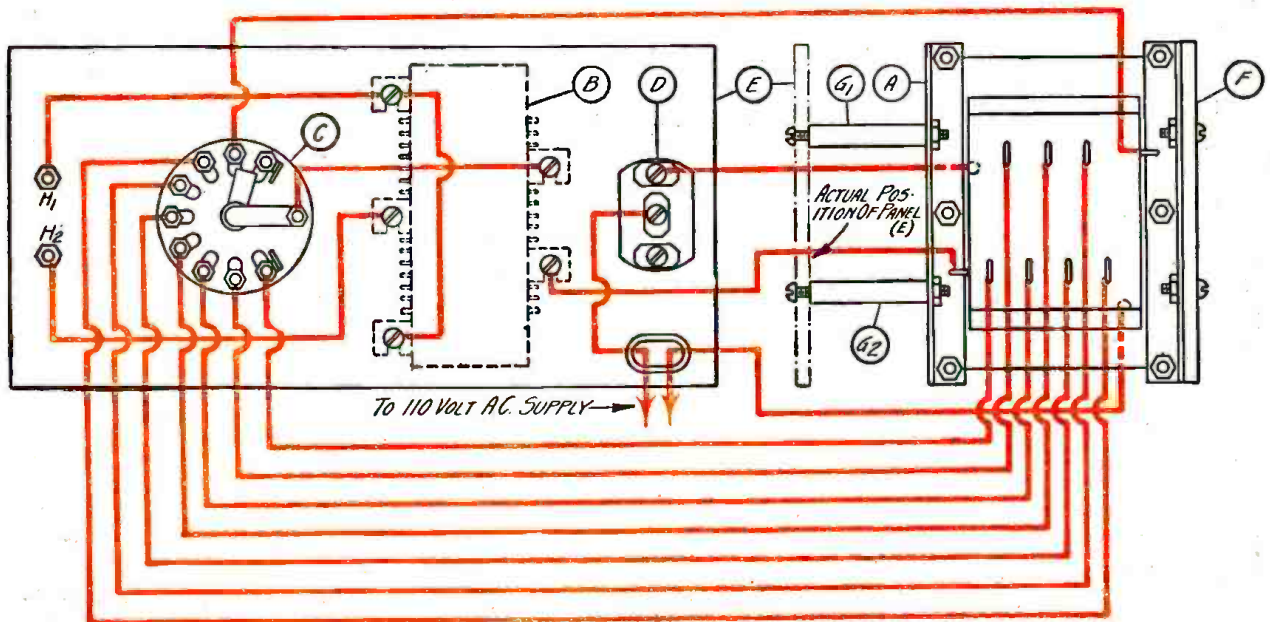 B
D
E
G1
A
F
C
H1
H2
ACTUAL POS-
ITION OF PANEL
(E)
G2
TO 110 VOLT A.C. SUPPLY